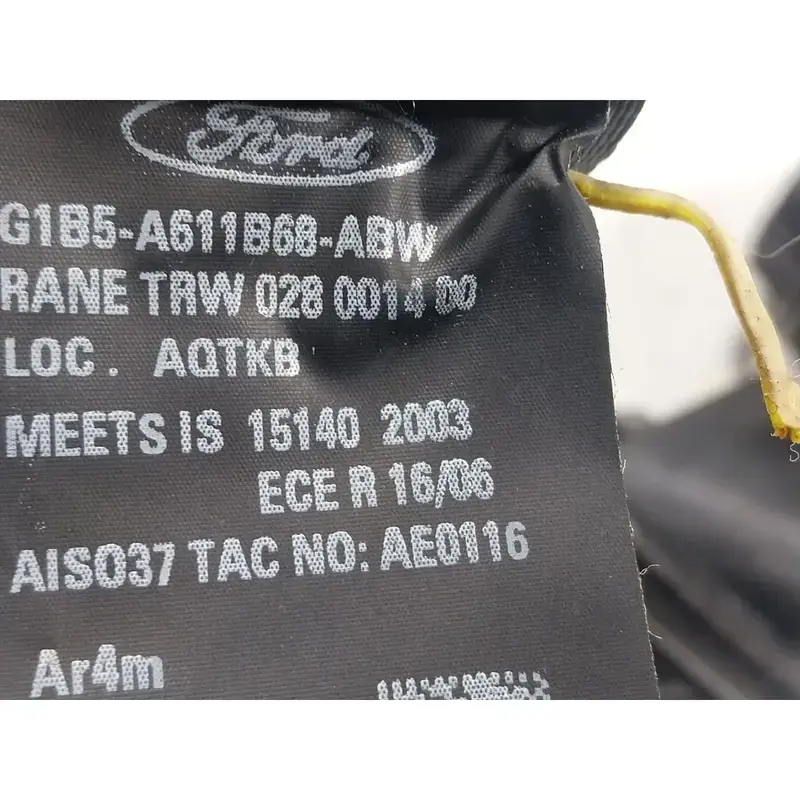 Ford
G1B5-A611B68-ABW
RANE TRW 028 0014 00
LOC. AQTKB
MEETS IS 15140 2003
ECE R 16/06
AIS037 TAC NO: AE0116
Ar4m